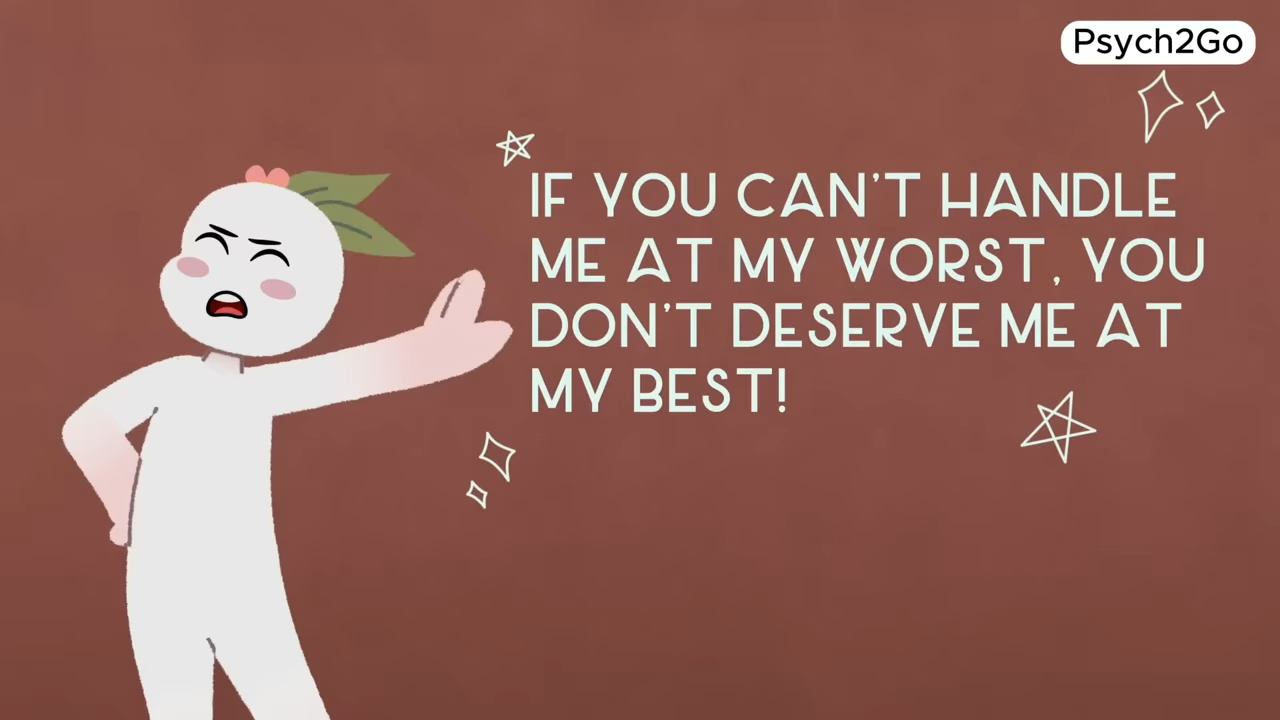 Psych2Go
IF YOU CAN'T HANDLE
ME AT MY WORST, YOU
DON'T DESERVE ME AT
MY BEST!